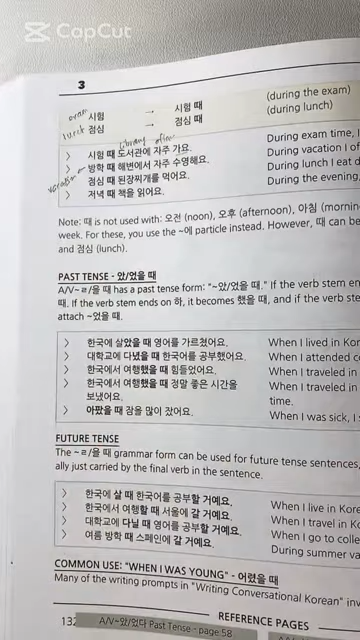 CapCut
3
exam 시험 → 시험 때 (during the exam)
lunch 점심 → 점심 때 (during lunch)
library often
> 시험 때 도서관에 자주 가요. During exam time, I
> 방학 때 해변에서 자주 수영해요. During vacation I of
vacation
> 점심 때 된장찌개를 먹어요. During lunch I eat d
> 저녁 때 책을 읽어요. During the evening,
Note: 때 is not used with: 오전 (noon), 오후 (afternoon), 아침 (mornin
week. For these, you use the ~에 particle instead. However, 때 can be
and 점심 (lunch).
PAST TENSE - 았/었을 때
A/V~ㄹ/을 때 has a past tense form: "~았/었을 때." If the verb stem en
때. If the verb stem ends on 하, it becomes 했을 때, and if the verb ste
attach ~었을 때.
> 한국에 살았을 때 영어를 가르쳤어요. When I lived in Kor
> 대학교에 다녔을 때 한국어를 공부했어요. When I attended co
> 한국에서 여행했을 때 힘들었어요. When I traveled in
> 한국에서 여행했을 때 정말 좋은 시간을 When I traveled in
보냈어요. time.
> 아팠을 때 잠을 많이 잤어요. When I was sick, I s
FUTURE TENSE
The ~ㄹ/을 때 grammar form can be used for future tense sentences,
ally just carried by the final verb in the sentence.
> 한국에 살 때 한국어를 공부할 거예요. When I live in Kore
> 한국에서 여행할 때 서울에 갈 거예요. When I travel in Ko
> 대학교에 다닐 때 영어를 공부할 거예요. When I go to colle
> 여름 방학 때 스페인에 갈 거예요. During summer va
COMMON USE: "WHEN I WAS YOUNG" - 어렸을 때
Many of the writing prompts in "Writing Conversational Korean" inv
REFERENCE PAGES
132 A/V~았/었다 Past Tense - page 58